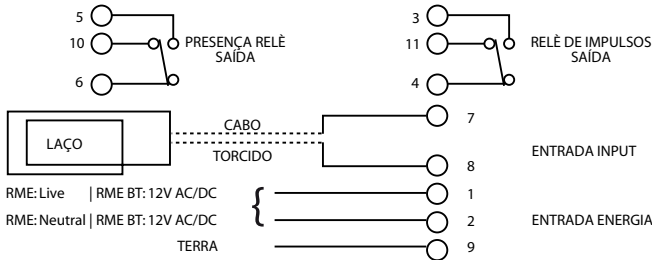 5
3
10
PRESENÇA RELÈ
SAÍDA
11
RELÈ DE IMPULSOS
SAÍDA
6
4
CABO
7
LAÇO
TORCIDO
ENTRADA INPUT
8
RME: Live | RME BT: 12V AC/DC
1
RME: Neutral | RME BT: 12V AC/DC
2
ENTRADA ENERGIA
TERRA
9